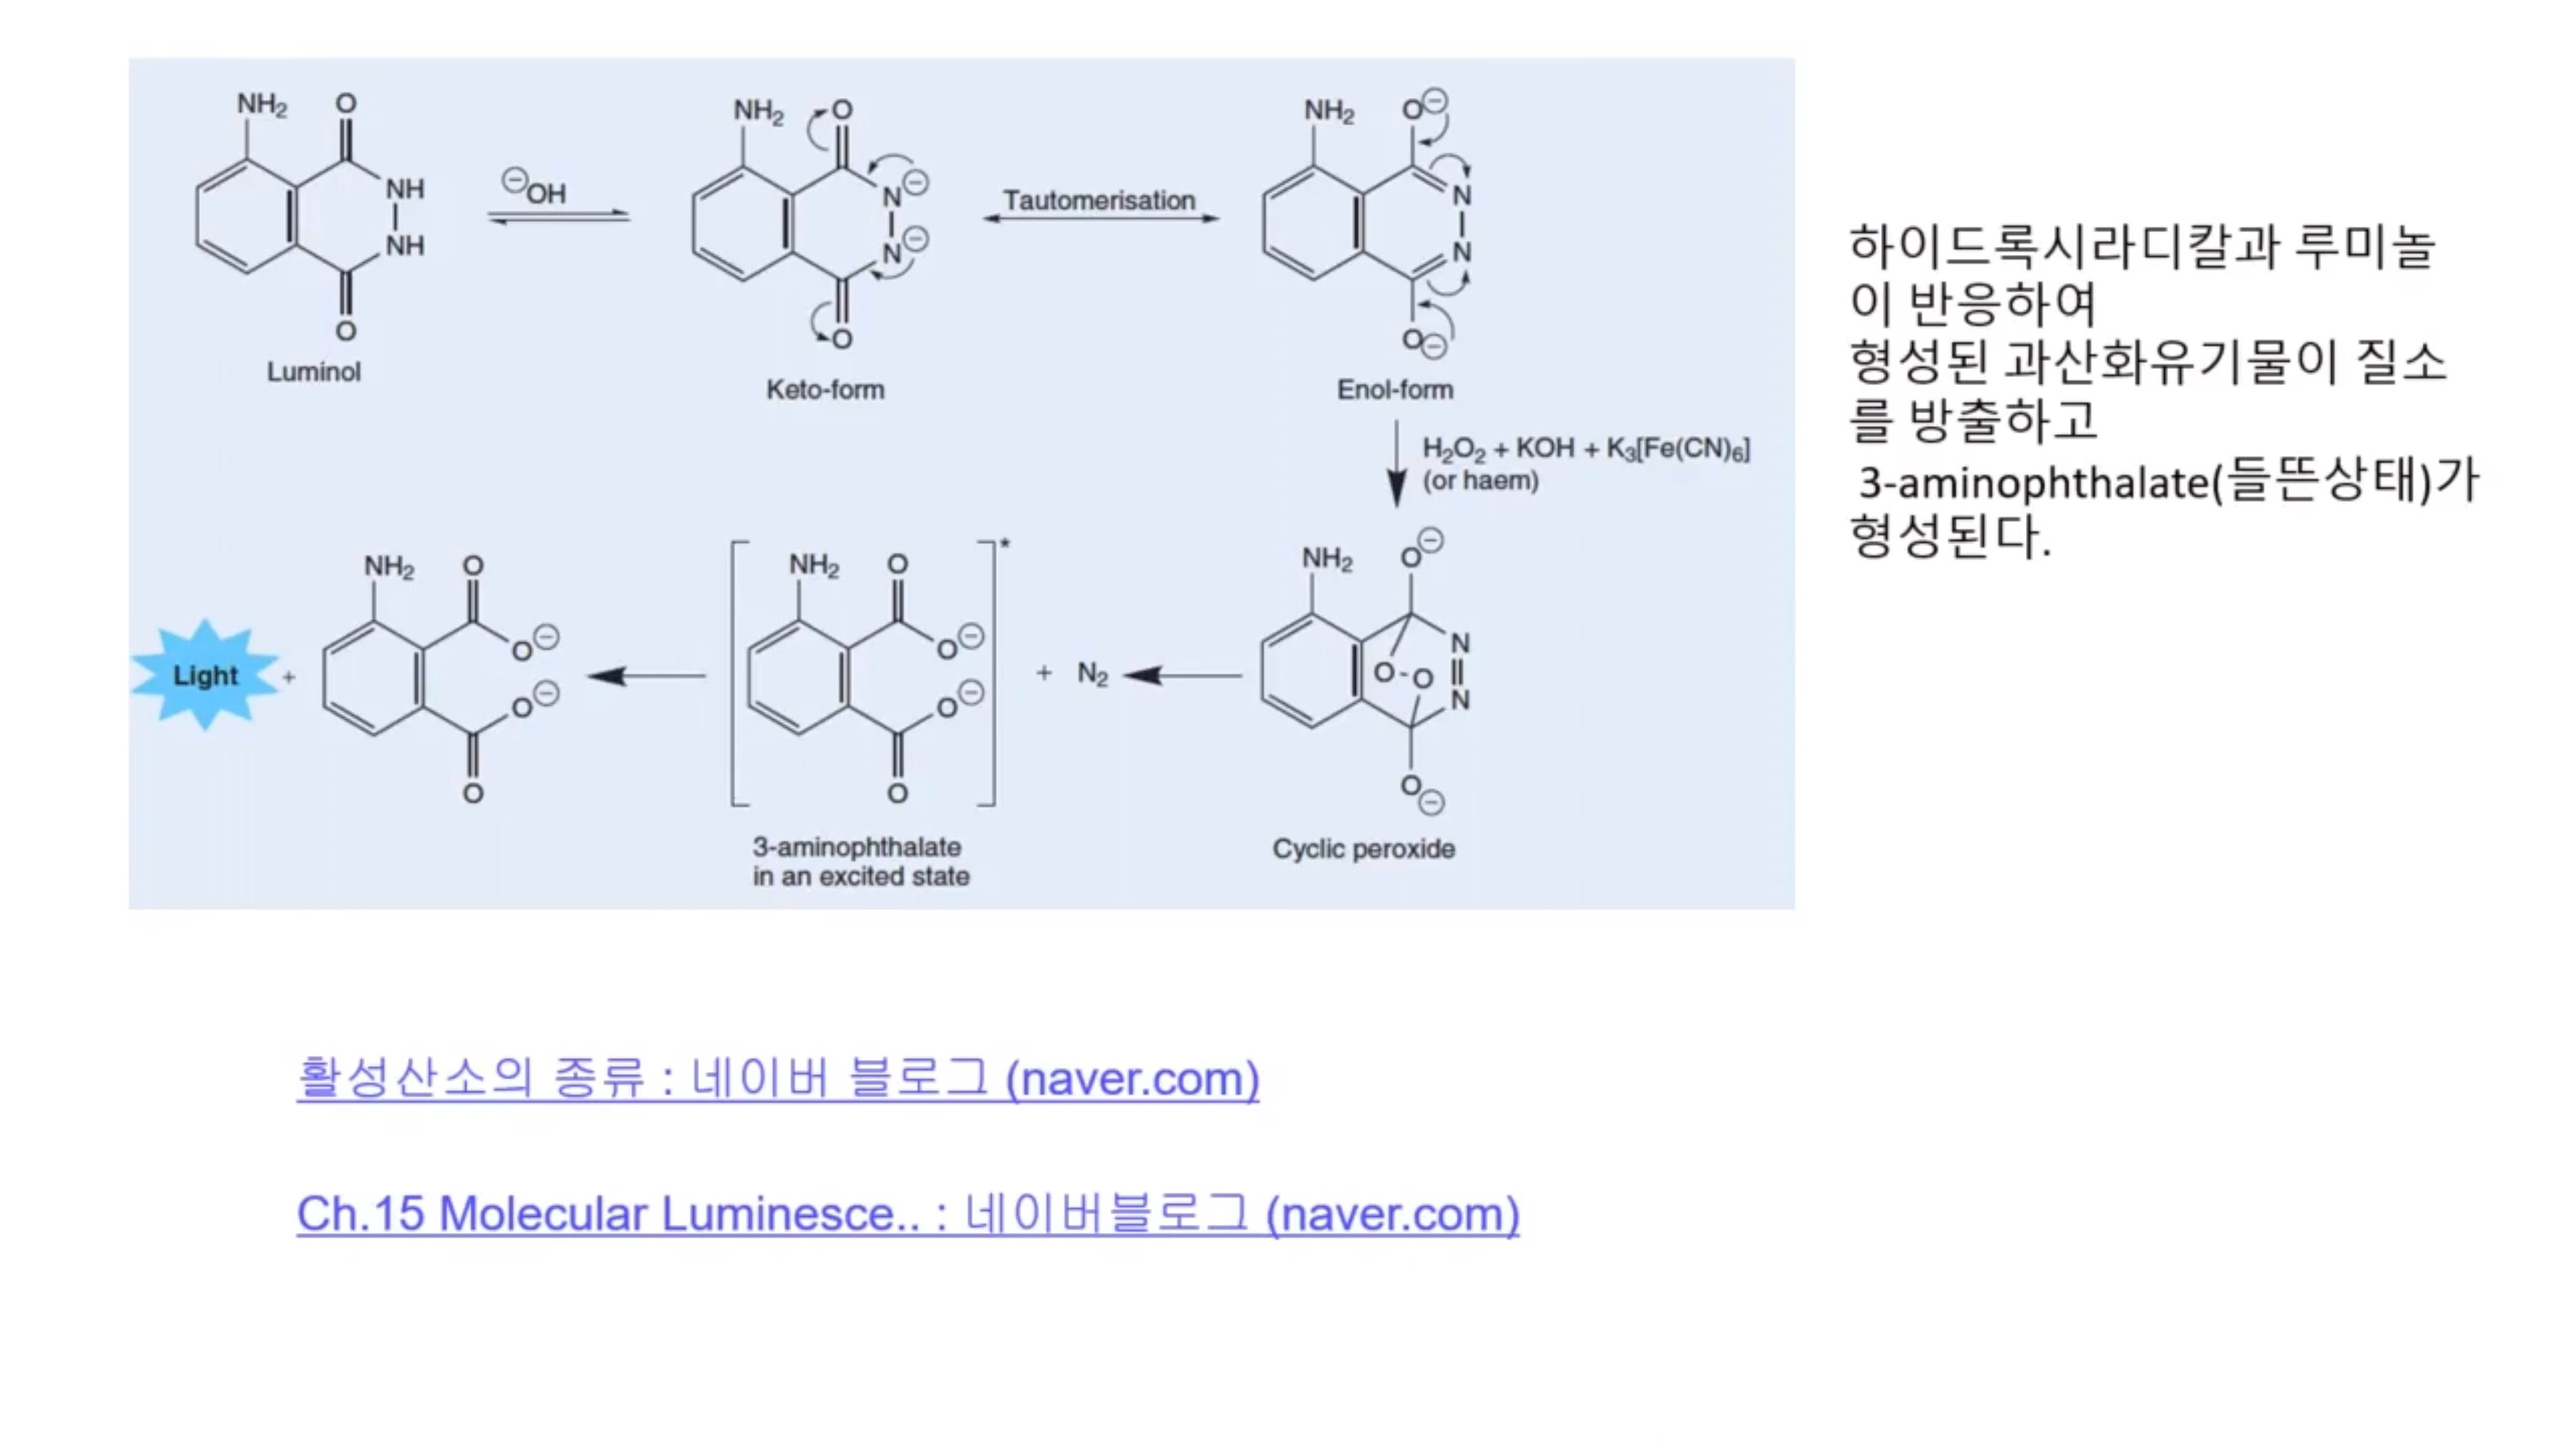 NH₂ O
NH
NH
O
Luminol
⊖OH
NH₂ O
N⊖
N⊖
O
Keto-form
Tautomerisation
NH₂ O⊖
N
N
O⊖
Enol-form
H₂O₂ + KOH + K₃[Fe(CN)₆]
(or haem)
NH₂ O⊖
N
O-O
N
O⊖
Cyclic peroxide
+ N₂
NH₂ O
O⊖
O⊖
O
*
3-aminophthalate
in an excited state
NH₂ O
O⊖
O⊖
O
Light +
하이드록시라디칼과 루미놀
이 반응하여
형성된 과산화유기물이 질소
를 방출하고
3-aminophthalate(들뜬상태)가
형성된다.
활성산소의 종류 : 네이버 블로그 (naver.com)
Ch.15 Molecular Luminesce.. : 네이버블로그 (naver.com)